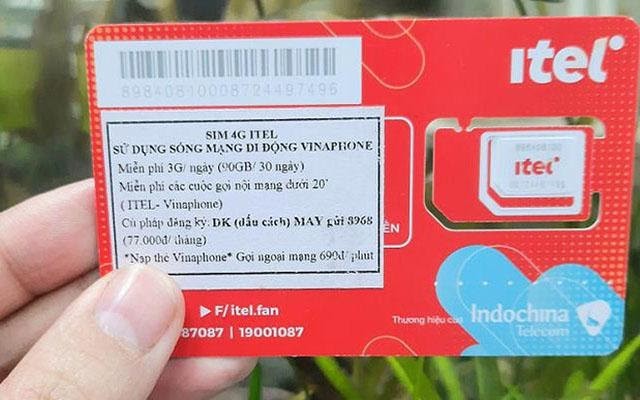 itel
89840810008724497496
SIM 4G ITEL
SỬ DỤNG SÓNG MẠNG DI ĐỘNG VINAPHONE
Miễn phí 3G/ ngày (90GB/ 30 ngày)
Miễn phí các cuộc gọi nội mạng dưới 20'
( ITEL- Vinaphone)
Cú pháp đăng ký: DK (dấu cách) MAY gửi 8968
(77.000đ/ tháng)
*Nạp thẻ Vinaphone* Gọi ngoại mạng 690đ/ phút
898408100
itel
ỀN
F/itel.fan
87087 | 19001087
Thương hiệu của
Indochina
Telecom